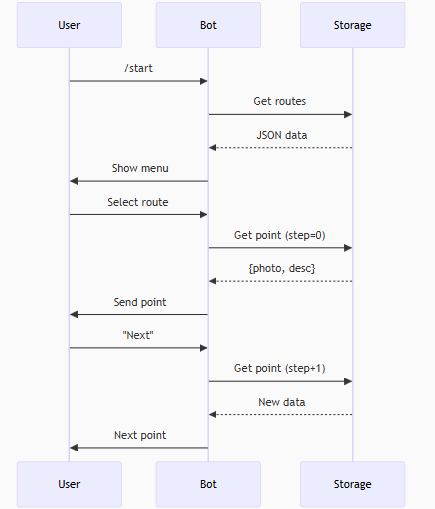 User Bot Storage
/start
Get routes
JSON data
Show menu
Select route
Get point (step=0)
{photo, desc}
Send point
"Next"
Get point (step+1)
New data
Next point
User Bot Storage